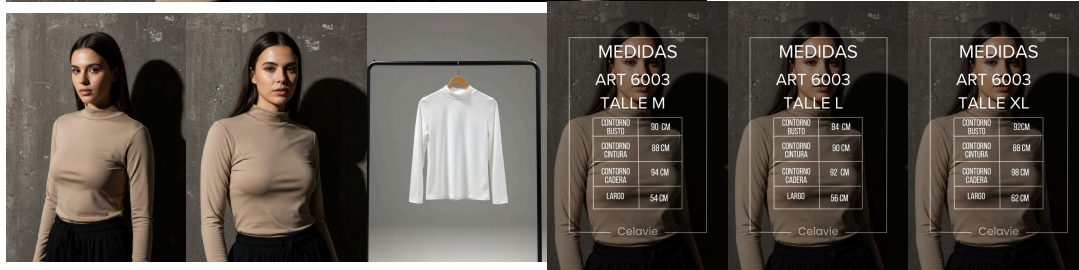 MEDIDAS
ART 6003
TALLE M
CONTORNO BUSTO 90 CM
CONTORNO CINTURA 88 CM
CONTORNO CADERA 94 CM
LARGO 54 CM
Celavie
MEDIDAS
ART 6003
TALLE L
CONTORNO BUSTO 84 CM
CONTORNO CINTURA 90 CM
CONTORNO CADERA 92 CM
LARGO 56 CM
Celavie
MEDIDAS
ART 6003
TALLE XL
CONTORNO BUSTO 92CM
CONTORNO CINTURA 88 CM
CONTORNO CADERA 98 CM
LARGO 62 CM
Celavie